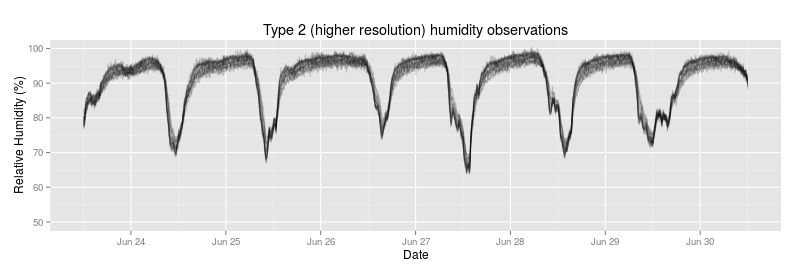 Type 2 (higher resolution) humidity observations
Relative Humidity (%)
100
90
80
70
60
50
Jun 24
Jun 25
Jun 26
Jun 27
Jun 28
Jun 29
Jun 30
Date